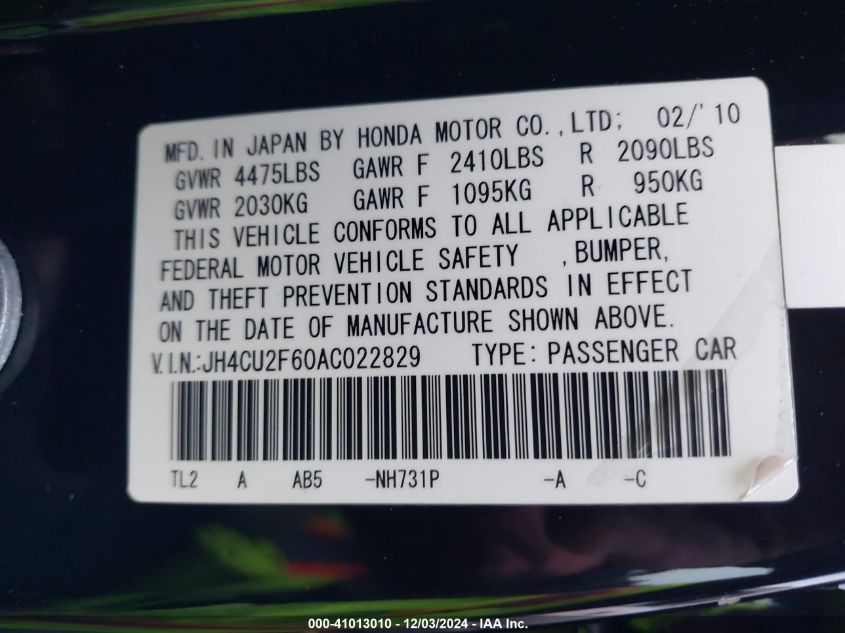 MFD. IN JAPAN BY HONDA MOTOR CO.,LTD; 02/'10
GVWR 4475LBS GAWR F 2410LBS R 2090LBS
GVWR 2030KG GAWR F 1095KG R 950KG
THIS VEHICLE CONFORMS TO ALL APPLICABLE
FEDERAL MOTOR VEHICLE SAFETY , BUMPER,
AND THEFT PREVENTION STANDARDS IN EFFECT
ON THE DATE OF MANUFACTURE SHOWN ABOVE.
V.I.N.:JH4CU2F60AC022829 TYPE: PASSENGER CAR
TL2 A AB5 -NH731P -A -C
000-41013010 - 12/03/2024 - IAA Inc.